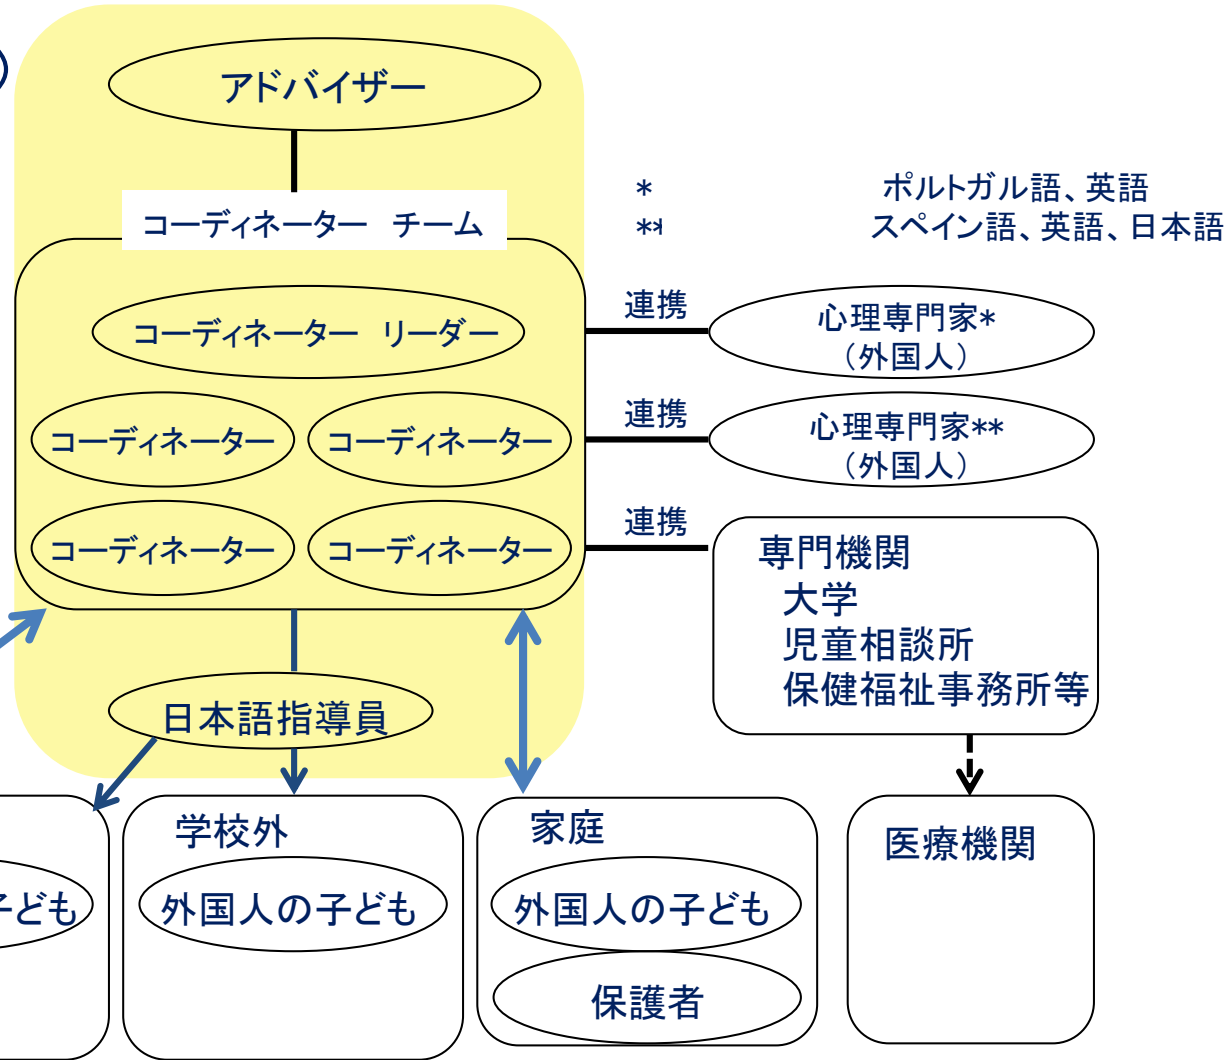 アドバイザー
コーディネーター　チーム
*　ポルトガル語、英語
**　スペイン語、英語、日本語
コーディネーター　リーダー
連携
心理専門家*
（外国人）
コーディネーター
コーディネーター
連携
心理専門家**
（外国人）
コーディネーター
コーディネーター
連携
専門機関
大学
児童相談所
保健福祉事務所等
日本語指導員
子ども
学校外
外国人の子ども
家庭
外国人の子ども
保護者
医療機関